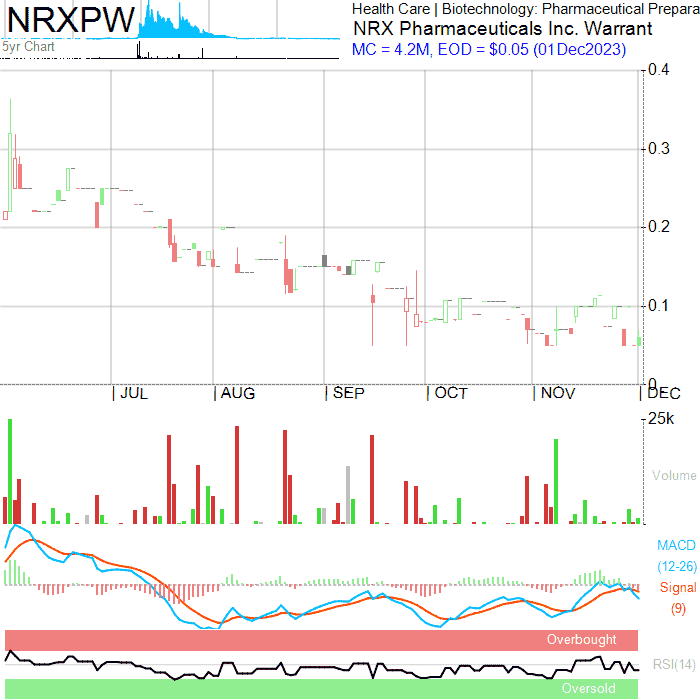 NRXPW
5yr Chart
Health Care | Biotechnology: Pharmaceutical Prepara
NRX Pharmaceuticals Inc. Warrant
MC = 4.2M, EOD = $0.05 (01Dec2023)
0.4
0.3
0.2
0.1
0
| JUL | AUG | SEP | OCT | NOV | DEC
25k
Volume
MACD
(12-26)
Signal
(9)
Overbought
RSI(14)
Oversold